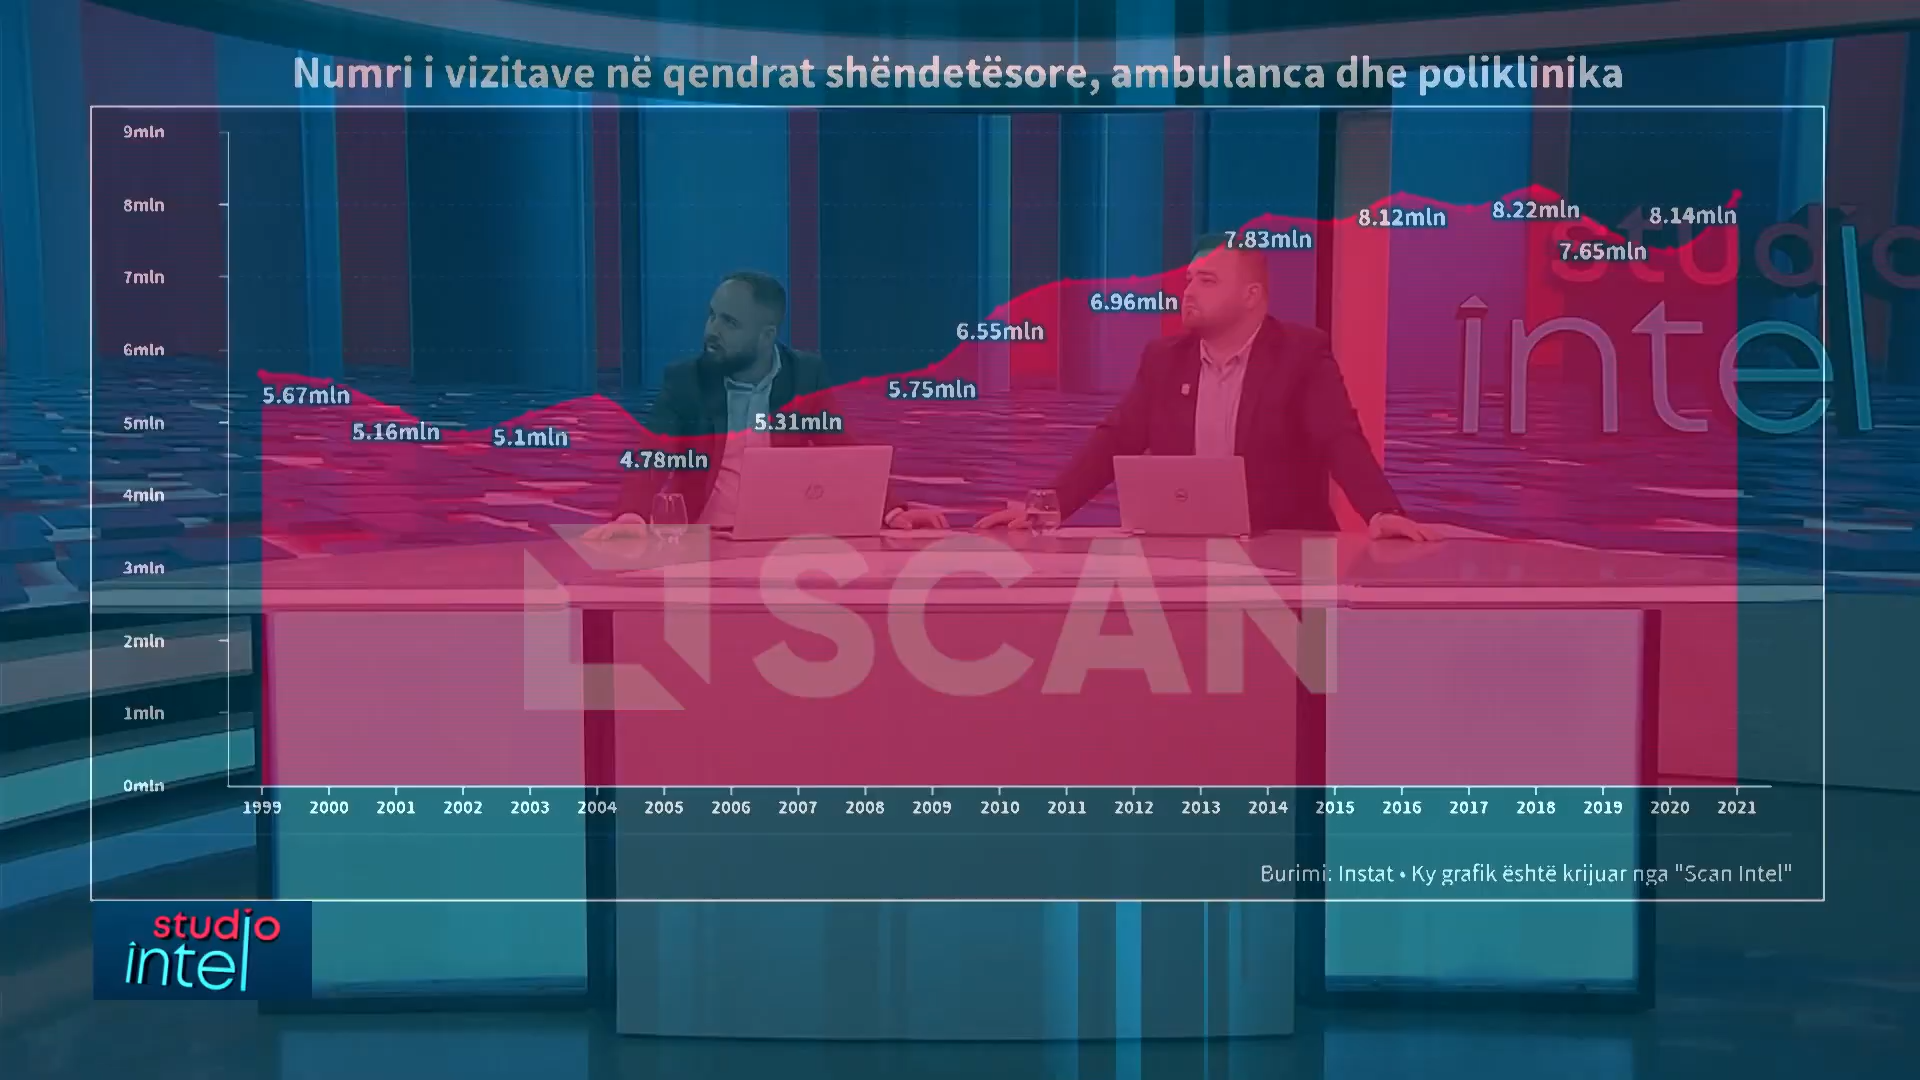 Numri i vizitave në qendrat shëndetësore, ambulanca dhe poliklinika
9mln
8mln
7mln
6mln
5mln
4mln
3mln
2mln
1mln
0mln
5.67mln
5.16mln
5.1mln
4.78mln
5.31mln
5.75mln
6.55mln
6.96mln
7.83mln
8.12mln
8.22mln
7.65mln
8.14mln
1999 2000 2001 2002 2003 2004 2005 2006 2007 2008 2009 2010 2011 2012 2013 2014 2015 2016 2017 2018 2019 2020 2021
Burimi: Instat • Ky grafik është krijuar nga "Scan Intel"
SCAN
studio
intel
studio
intel
hp
DELL